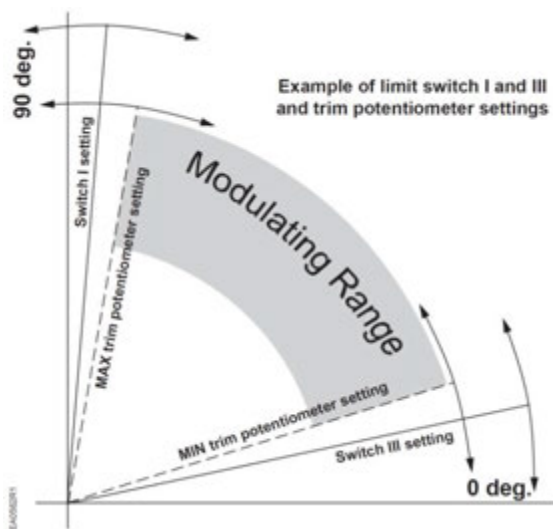 90 deg.
Example of limit switch I and III
and trim potentiometer settings
Switch I setting
MAX trim potentiometer setting
Modulating Range
MIN trim potentiometer setting
Switch III setting
0 deg.
EA0562R1